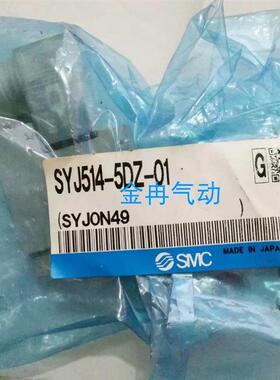 SYJ514-5DZ-01
金冉气动
G
(SYJON49 )
SMC
MADE IN JAPAN